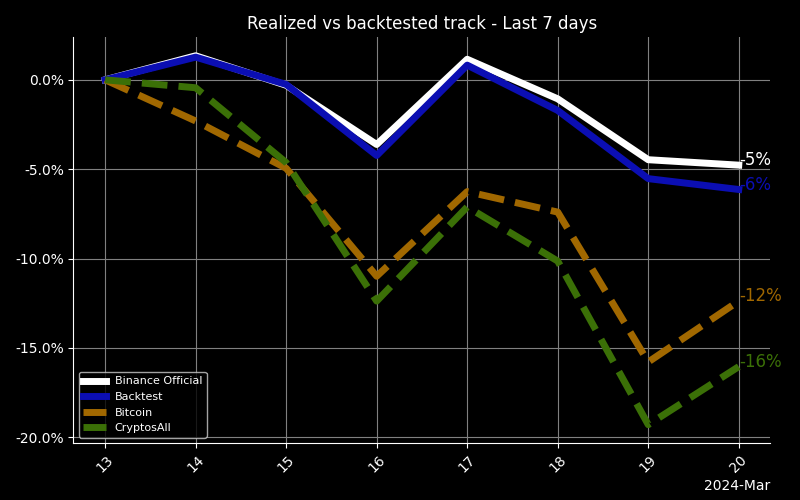 Realized vs backtested track - Last 7 days
0.0%
-5.0%
-10.0%
-15.0%
-20.0%
-5%
-6%
-12%
-16%
Binance Official
Backtest
Bitcoin
CryptosAll
13
14
15
16
17
18
19
20
2024-Mar